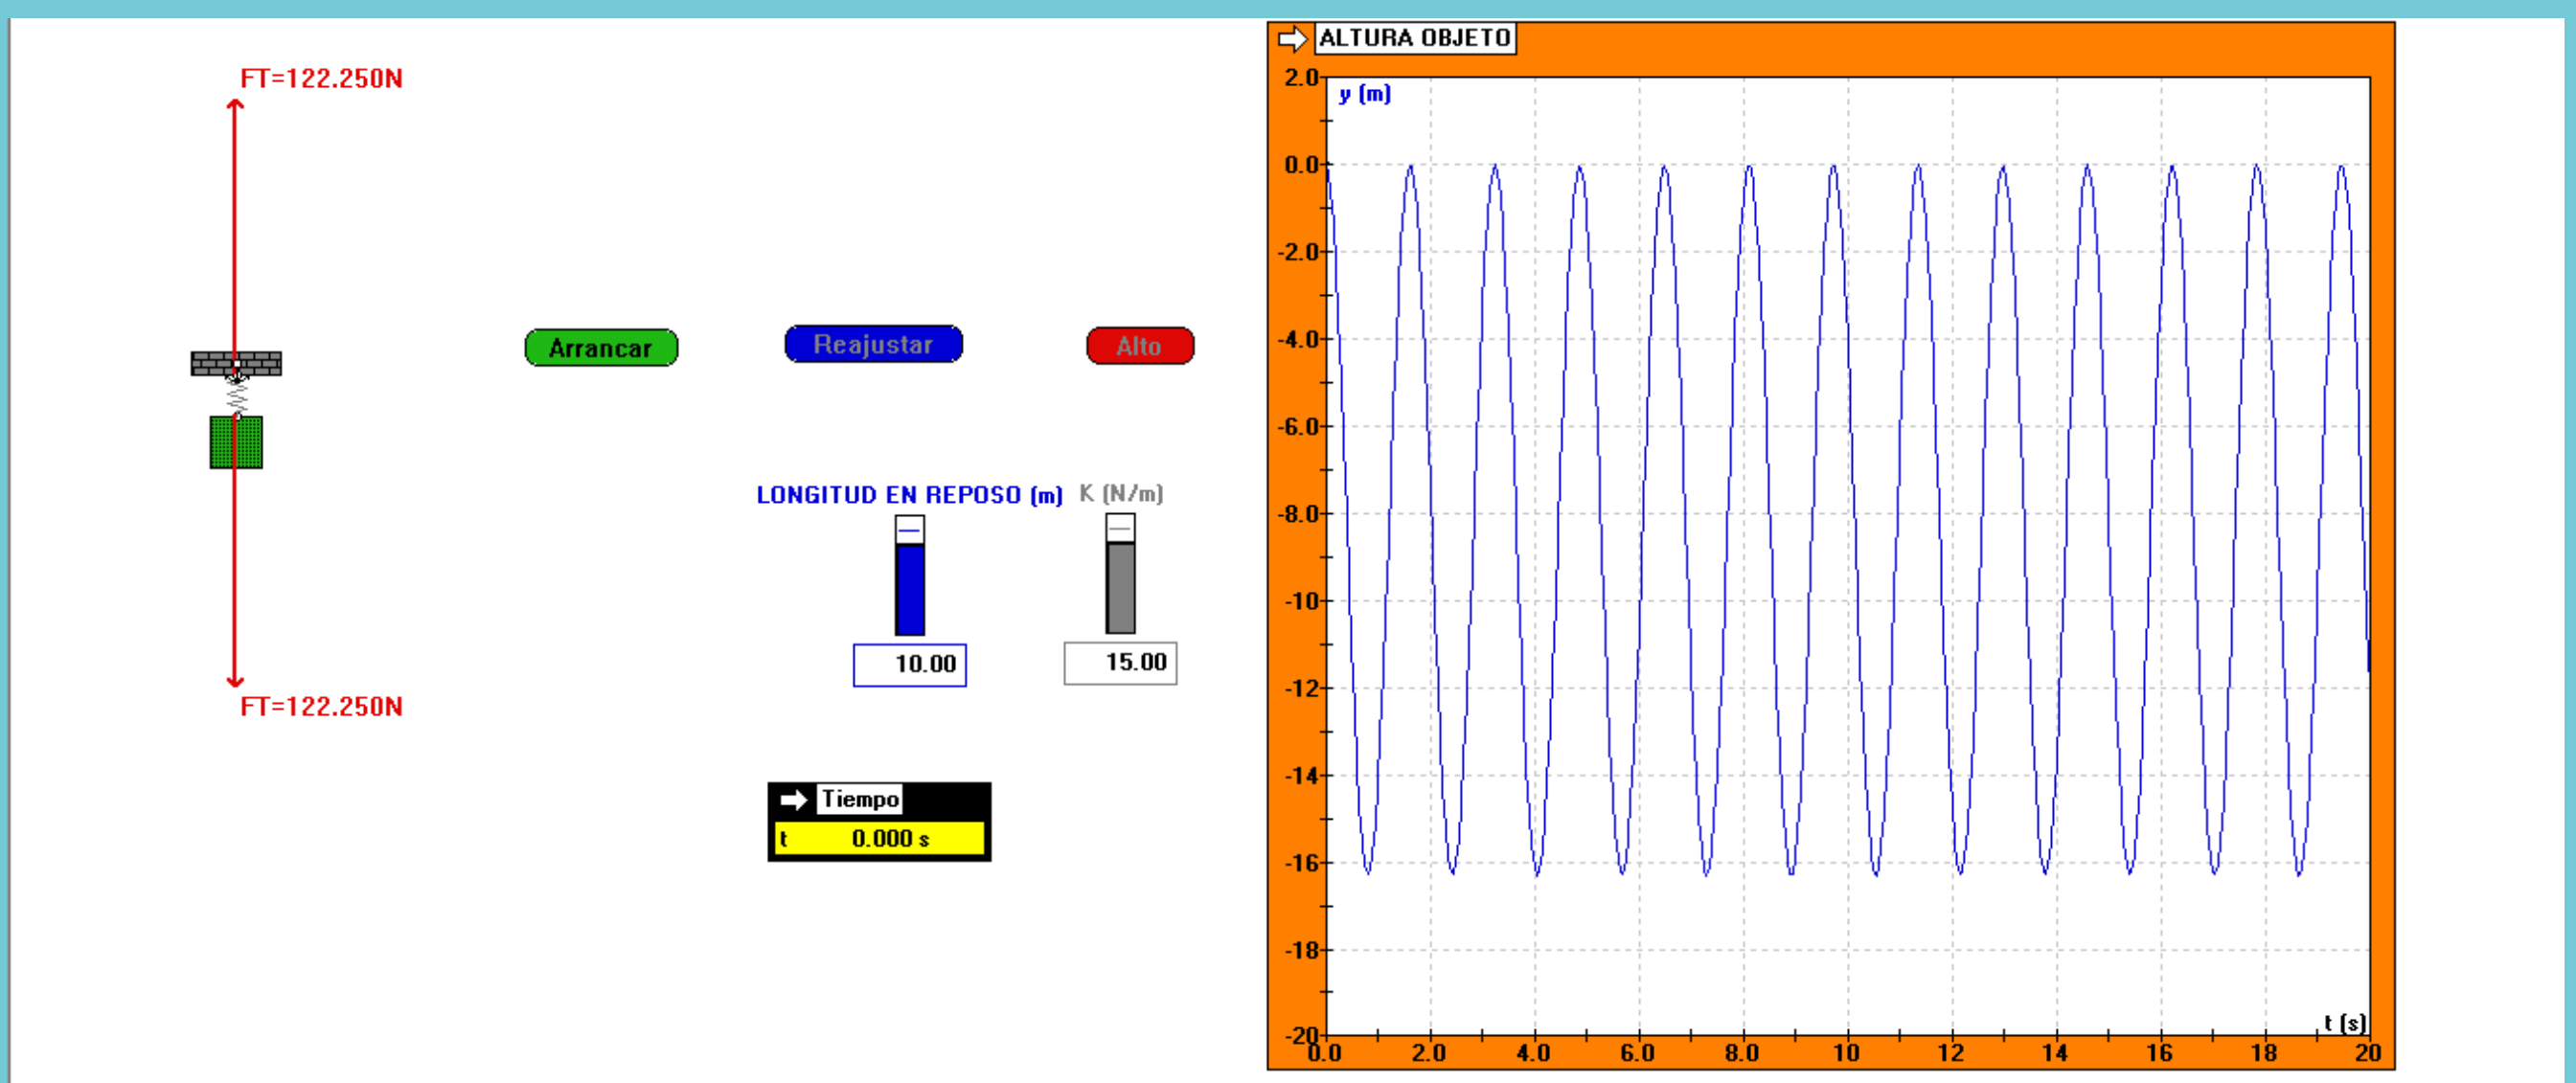 FT=122.250N
FT=122.250N
Arrancar
Reajustar
Alto
LONGITUD EN REPOSO (m)
K (N/m)
10.00
15.00
Tiempo
t 0.000 s
ALTURA OBJETO
y (m)
2.0
0.0
-2.0
-4.0
-6.0
-8.0
-10
-12
-14
-16
-18
-20
t (s)
0.0 2.0 4.0 6.0 8.0 10 12 14 16 18 20